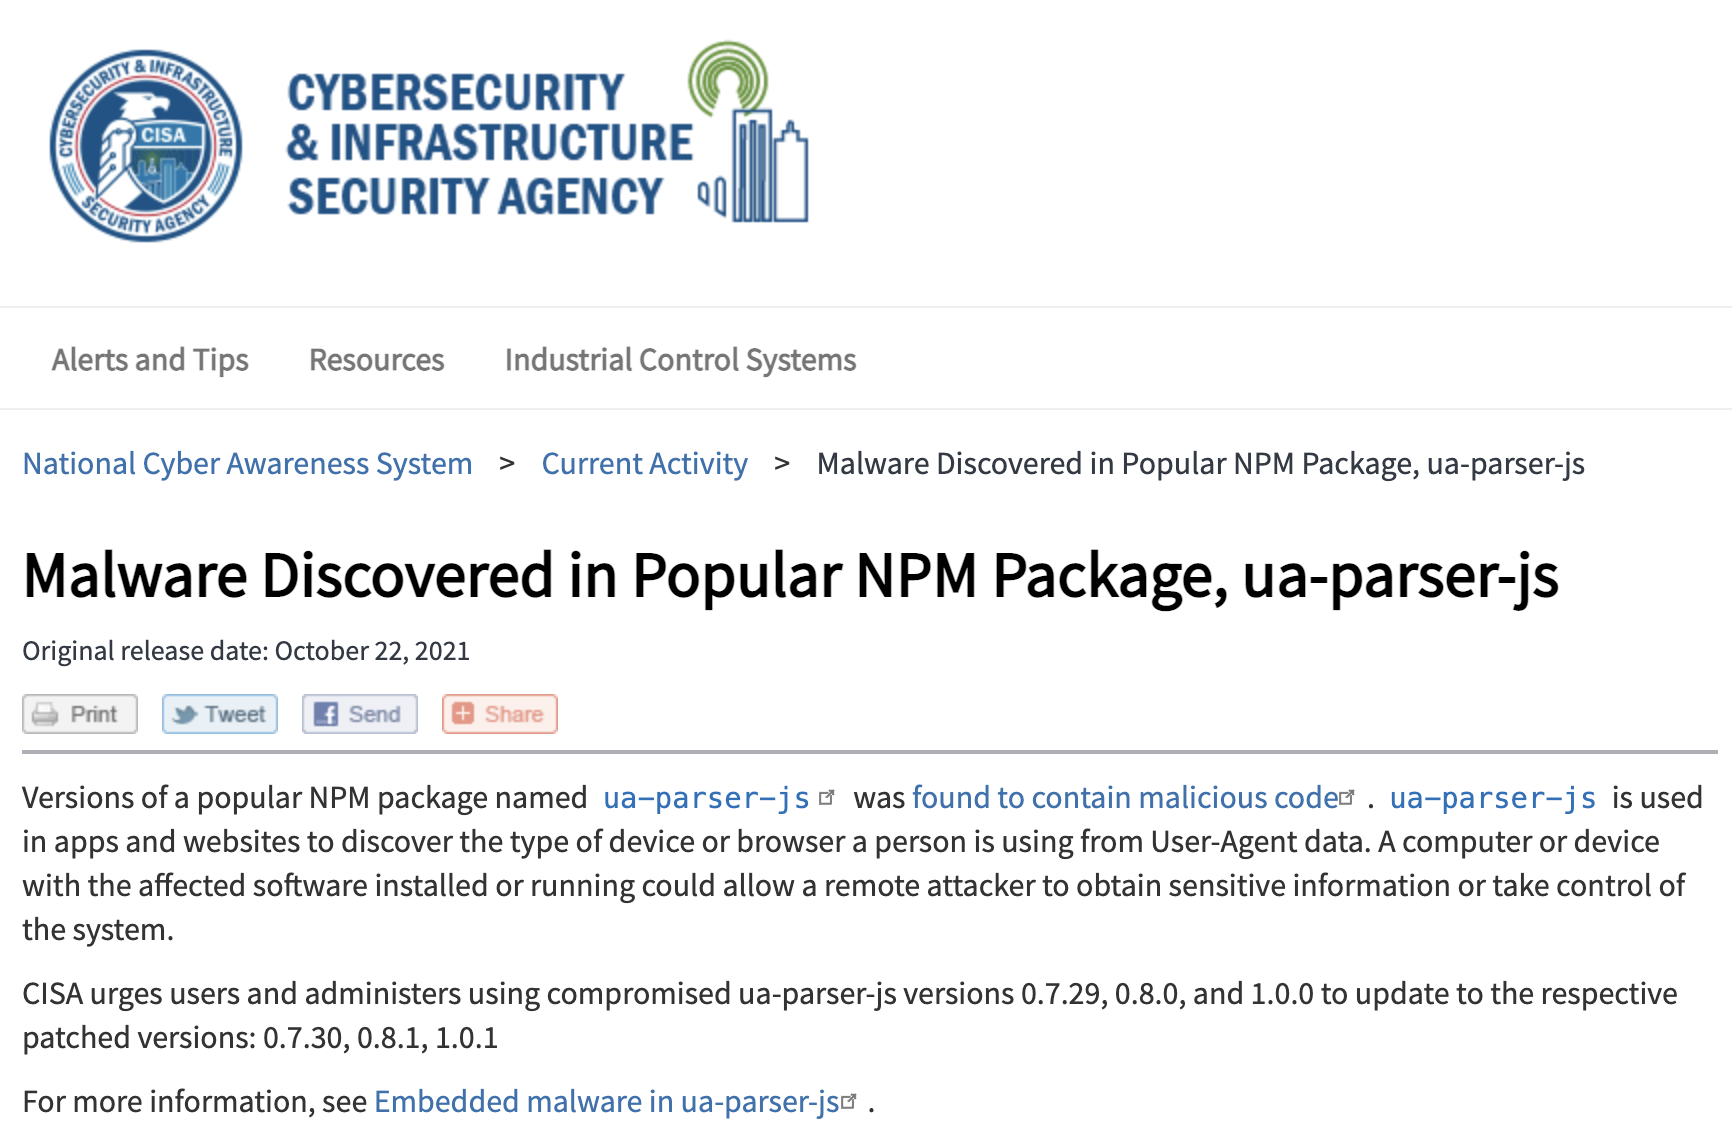 CYBERSECURITY & INFRASTRUCTURE
CISA
SECURITY AGENCY
CYBERSECURITY
& INFRASTRUCTURE
SECURITY AGENCY
Alerts and Tips Resources Industrial Control Systems
National Cyber Awareness System > Current Activity > Malware Discovered in Popular NPM Package, ua-parser-js
Malware Discovered in Popular NPM Package, ua-parser-js
Original release date: October 22, 2021
Print Tweet Send Share
Versions of a popular NPM package named ua-parser-js was found to contain malicious code. ua-parser-js is used
in apps and websites to discover the type of device or browser a person is using from User-Agent data. A computer or device
with the affected software installed or running could allow a remote attacker to obtain sensitive information or take control of
the system.
CISA urges users and administers using compromised ua-parser-js versions 0.7.29, 0.8.0, and 1.0.0 to update to the respective
patched versions: 0.7.30, 0.8.1, 1.0.1
For more information, see Embedded malware in ua-parser-js .